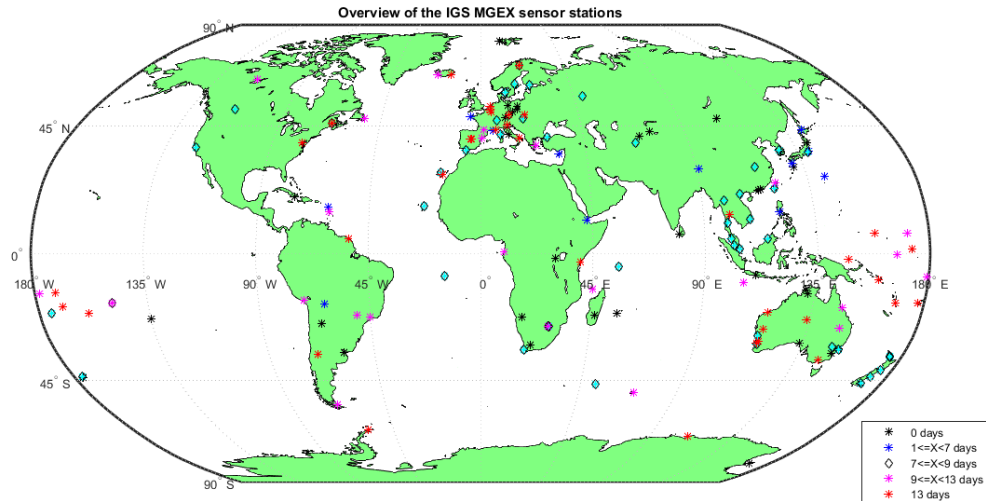 Overview of the IGS MGEX sensor stations
90° N
45° N
0°
180° W
135° W
90° W
45° W
0°
45° E
90° E
135° E
180° E
45° S
90° S
0 days
1<=X<7 days
7<=X<9 days
9<=X<13 days
13 days